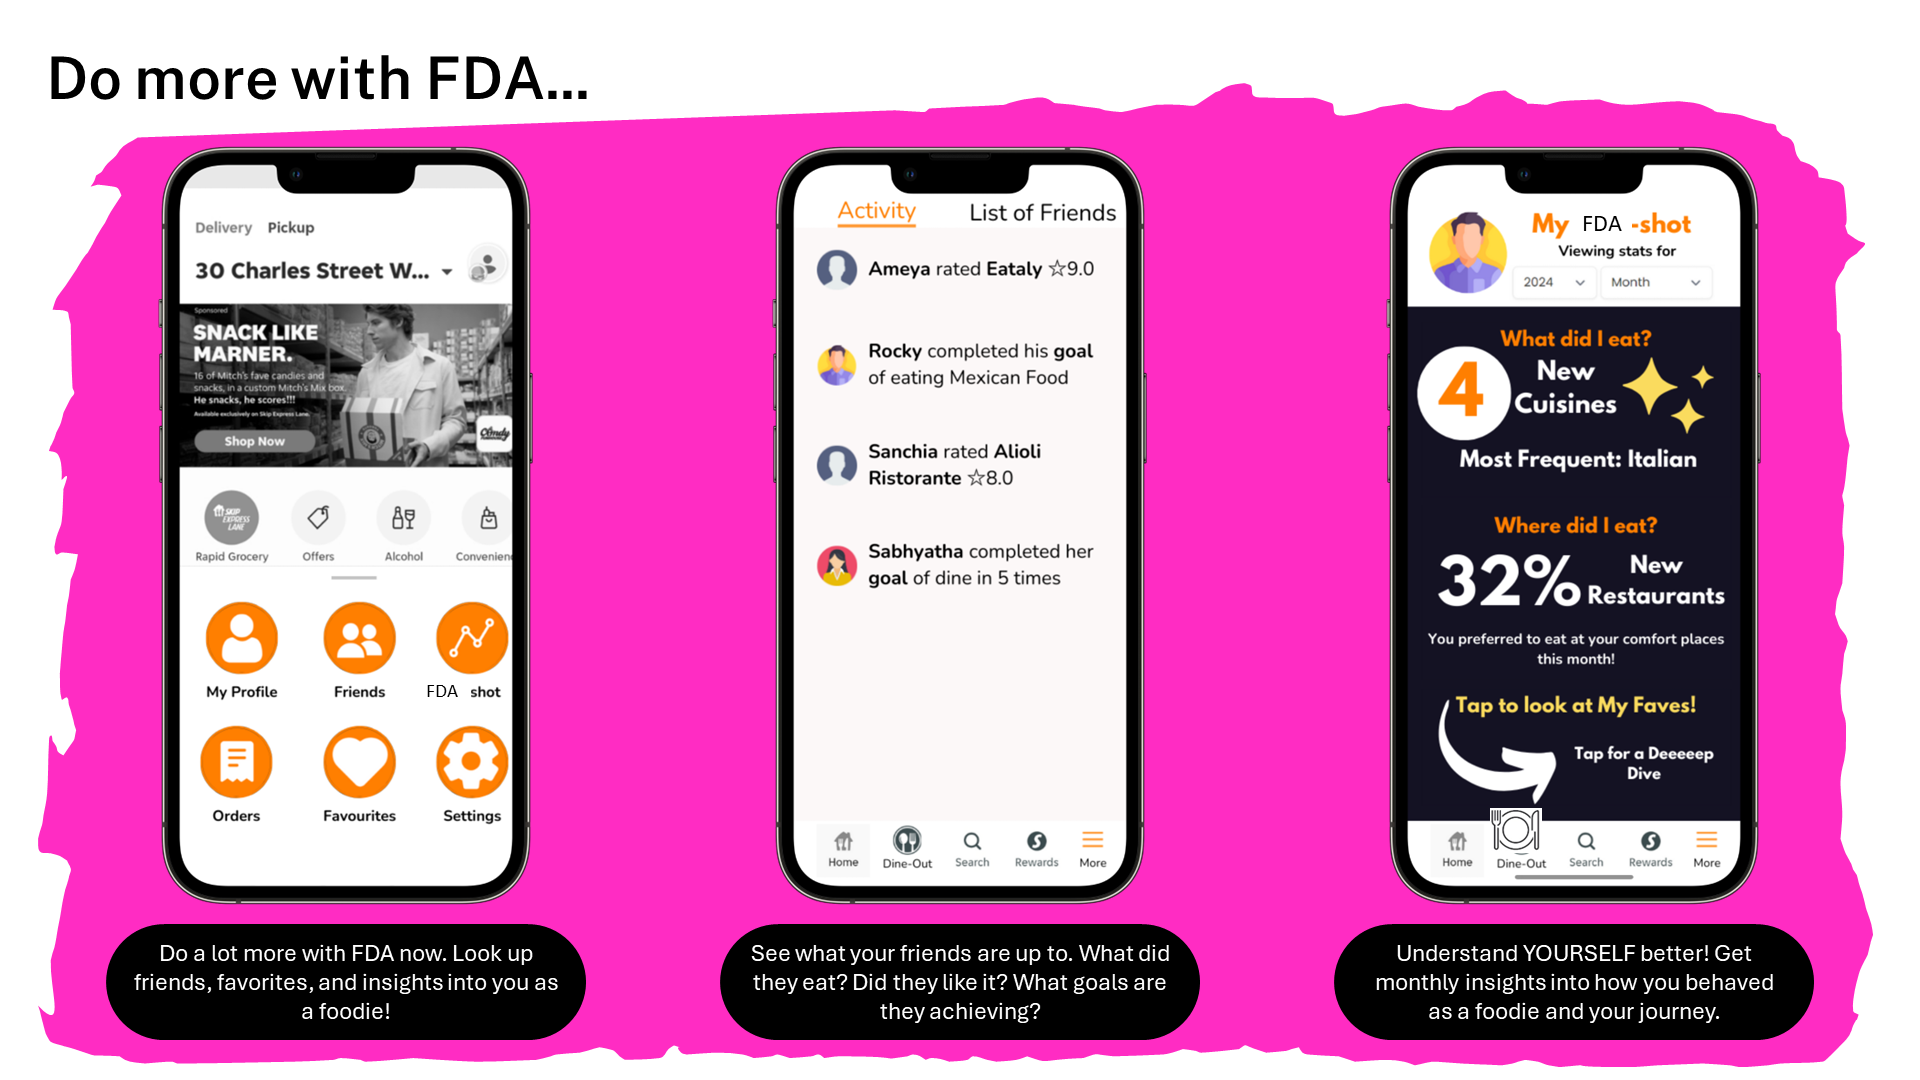 Do more with FDA...
Delivery Pickup
30 Charles Street W...
Sponsored
SNACK LIKE
MARNER.
16 of Mitch's fave candies and
snacks, in a custom Mitch's Mix box.
He snacks, he scores!!!
Available exclusively on Skip Express Lane.
Shop Now
SKIP
EXPRESS
LANE
Rapid Grocery
Offers
Alcohol
Convenien
My Profile
Friends
FDA shot
Orders
Favourites
Settings
Do a lot more with FDA now. Look up
friends, favorites, and insights into you as
a foodie!
Activity
List of Friends
Ameya rated Eataly ☆9.0
Rocky completed his goal
of eating Mexican Food
Sanchia rated Alioli
Ristorante ☆8.0
Sabhyatha completed her
goal of dine in 5 times
Home
Dine-Out
Search
Rewards
More
See what your friends are up to. What did
they eat? Did they like it? What goals are
they achieving?
My FDA -shot
Viewing stats for
2024
Month
What did I eat?
4
New
Cuisines
Most Frequent: Italian
Where did I eat?
32%
New
Restaurants
You preferred to eat at your comfort places
this month!
Tap to look at My Faves!
Tap for a Deeeeep
Dive
Home
Dine-Out
Search
Rewards
More
Understand YOURSELF better! Get
monthly insights into how you behaved
as a foodie and your journey.